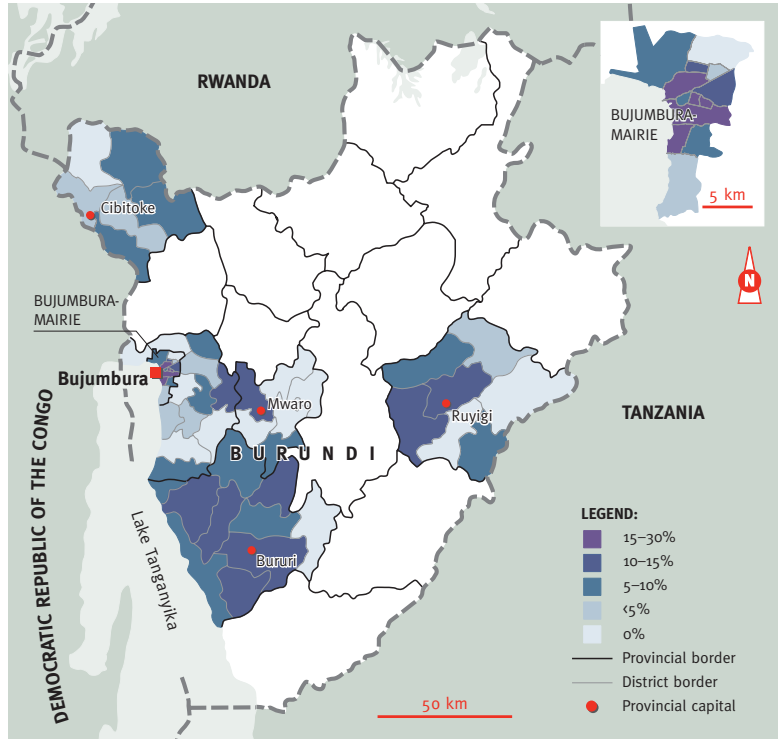 RWANDA
BUJUMBURA-
MAIRIE
5 km
Cibitoke
N
BUJUMBURA-
MAIRIE
Bujumbura
Mwaro
Ruyigi
TANZANIA
BURUNDI
DEMOCRATIC REPUBLIC OF THE CONGO
Lake Tanganyika
Bururi
LEGEND:
15–30%
10–15%
5–10%
<5%
0%
Provincial border
District border
Provincial capital
50 km